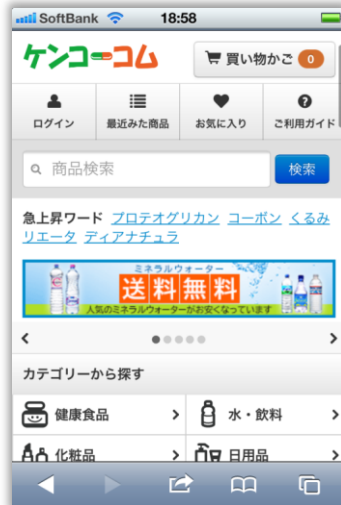 SoftBank 18:58
ケンコーコム 買い物かご 0
ログイン 最近みた商品 お気に入り ご利用ガイド
商品検索 検索
急上昇ワード プロテオグリカン コーボン くるみ
リエータ ディアナチュラ
ミネラルウォーター
送料無料
人気のミネラルウォーターがお安くなっています
カテゴリーから探す
健康食品 水・飲料
化粧品 日用品